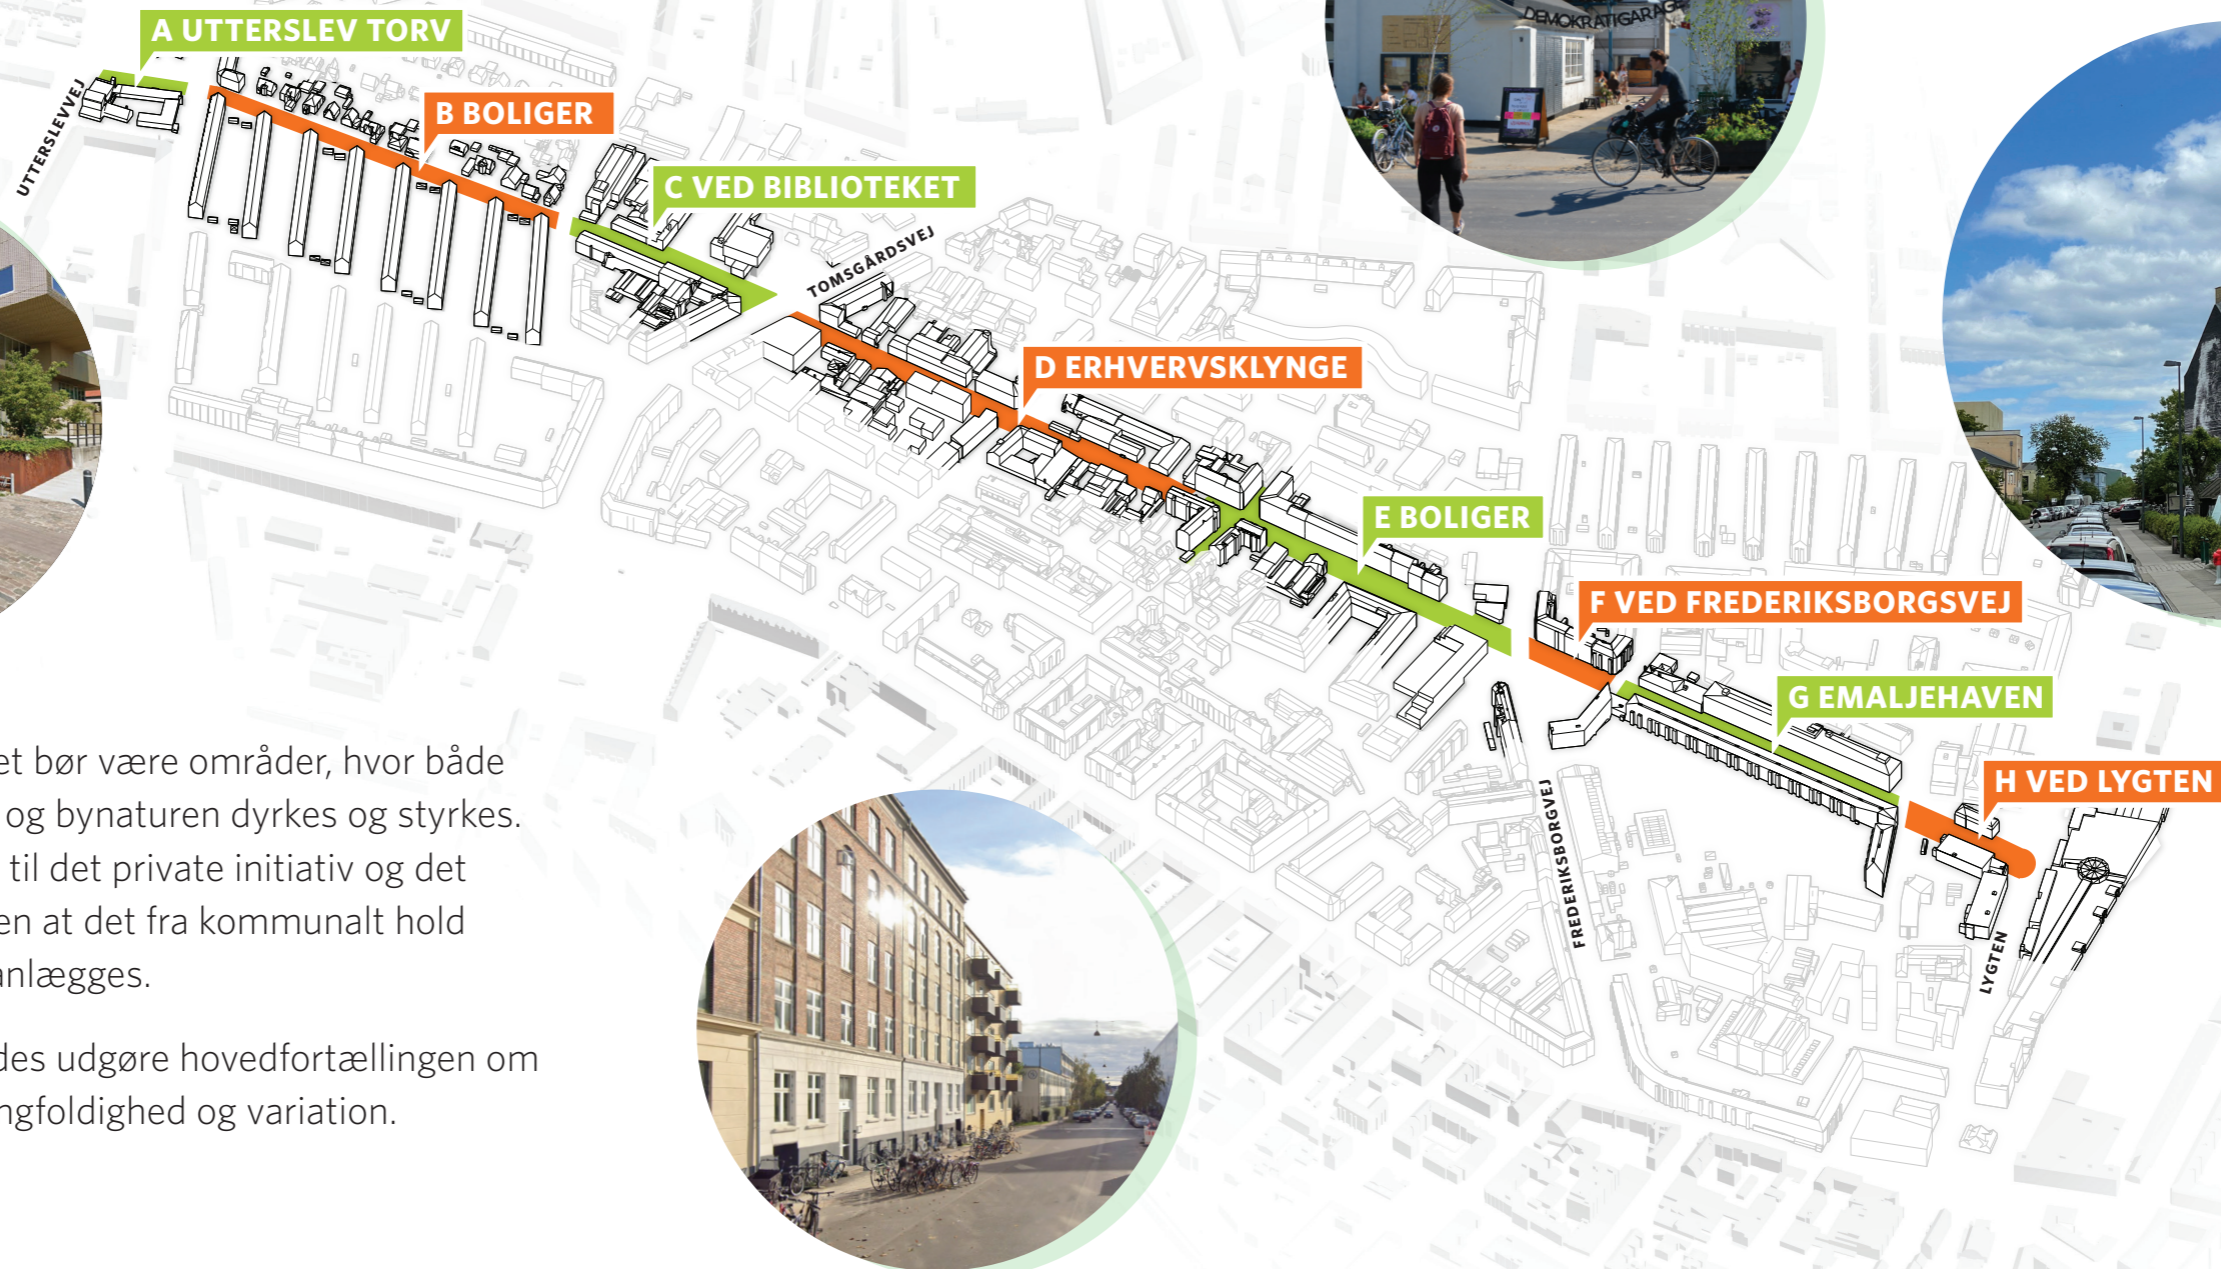 DEMOKRATIGARAGE
A UTTERSLEV TORV
UTTERSLEVVEJ
B BOLIGER
C VED BIBLIOTEKET
TOMSGÅRDSVEJ
D ERHVERVSKLYNGE
E BOLIGER
F VED FREDERIKSBORGSVEJ
G EMALJEHAVEN
H VED LYGTEN
FREDERIKSBORGVEJ
LYGTEN
et bør være områder, hvor både
og bynaturen dyrkes og styrkes.
til det private initiativ og det
en at det fra kommunalt hold
anlægges.
des udgøre hovedfortællingen om
ngfoldighed og variation.